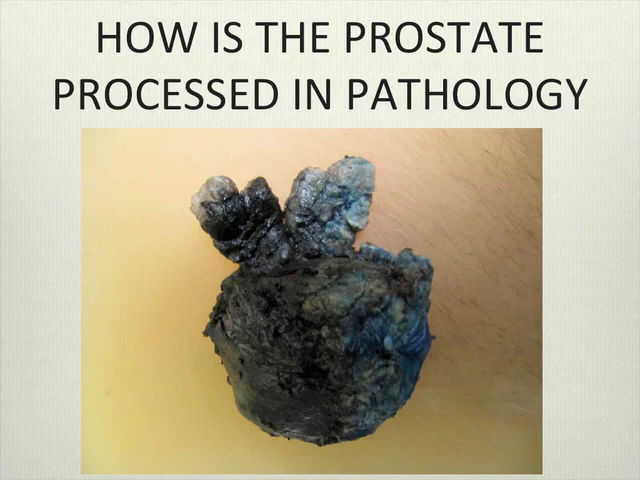 HOW IS THE PROSTATE
PROCESSED IN PATHOLOGY